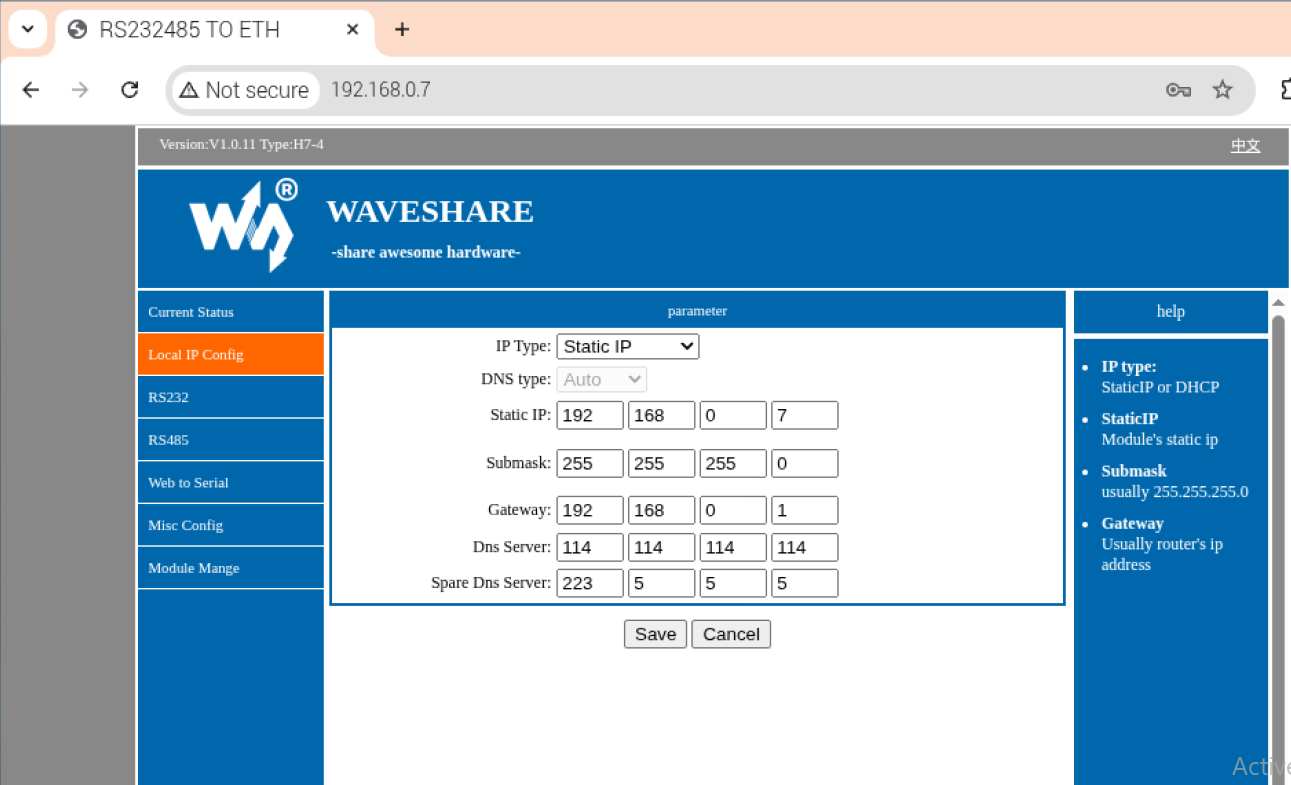 RS232485 TO ETH
Not secure 192.168.0.7
Version:V1.0.11 Type:H7-4
中文
WAVESHARE
-share awesome hardware-
Current Status
Local IP Config
RS232
RS485
Web to Serial
Misc Config
Module Mange
parameter
IP Type: Static IP
DNS type: Auto
Static IP: 192 168 0 7
Submask: 255 255 255 0
Gateway: 192 168 0 1
Dns Server: 114 114 114 114
Spare Dns Server: 223 5 5 5
Save Cancel
help
IP type:
StaticIP or DHCP
StaticIP
Module's static ip
Submask
usually 255.255.255.0
Gateway
Usually router's ip
address